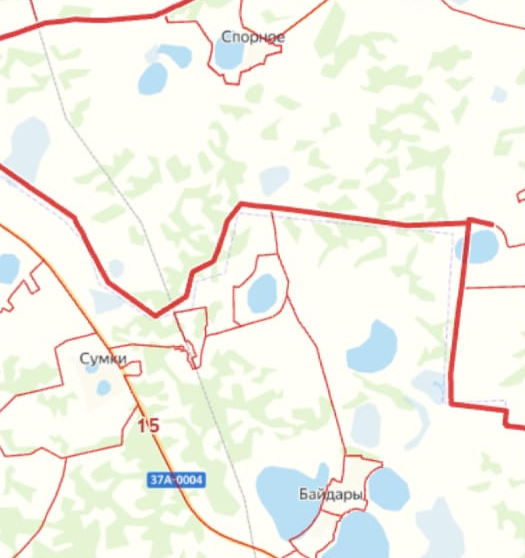 Спорное
Сумки
15
37А-0004
Байдары